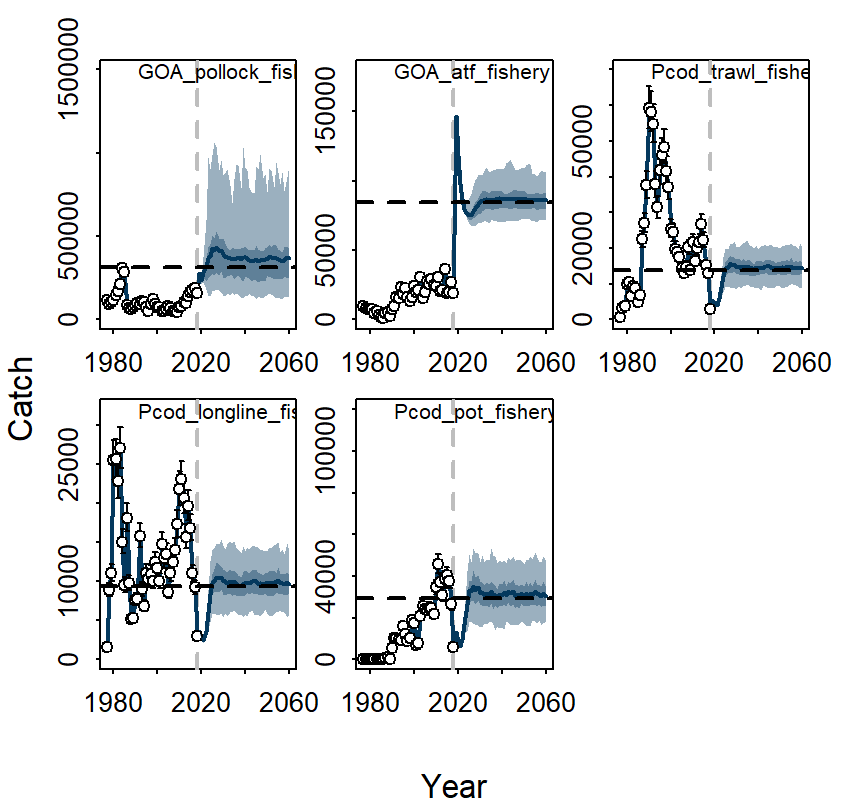 GOA_pollock_fis
GOA_atf_fishery
Pcod_trawl_fishe
0
500000
1500000
0
50000
150000
0
20000
50000
1980 2020 2060
1980 2020 2060
1980 2020 2060
Catch
Pcod_longline_fis
Pcod_pot_fishery
0
10000
25000
0
40000
100000
1980 2020 2060
1980 2020 2060
Year